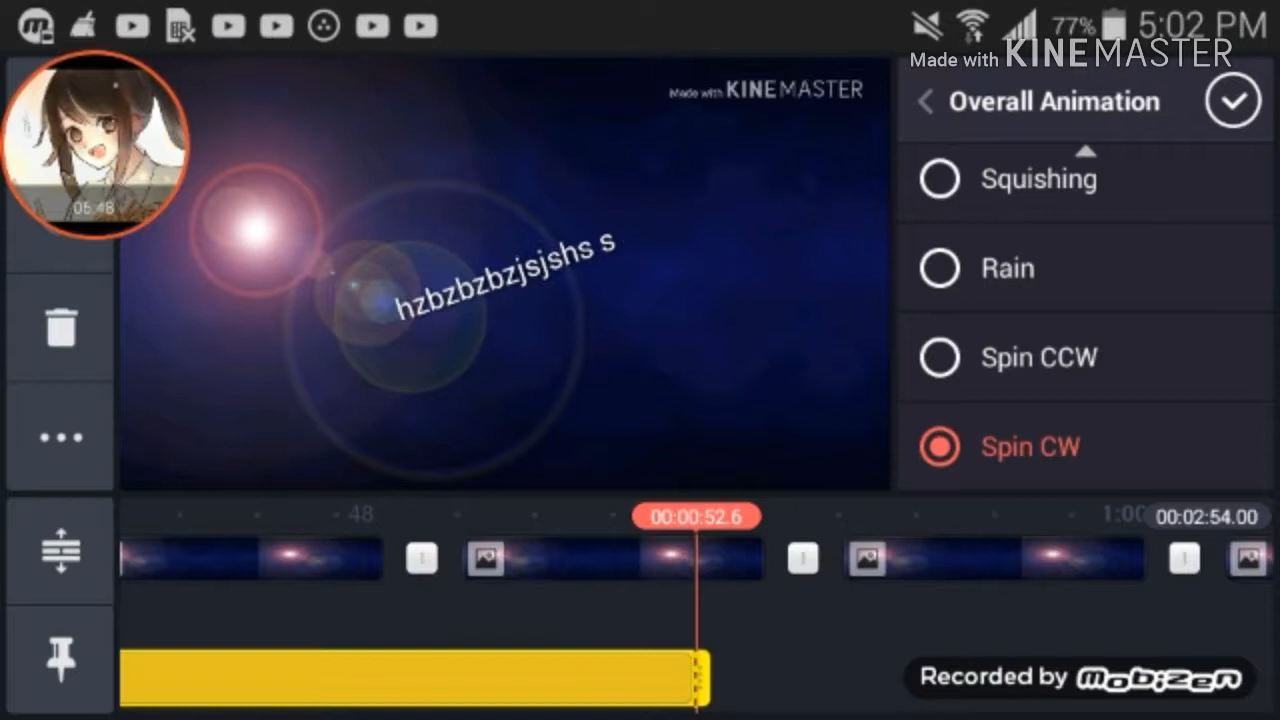 77% 5:02 PM
Made with KINEMASTER
Made with KINEMASTER
Overall Animation
05:48
Squishing
hzbzbzbzjsjshs s
Rain
Spin CCW
Spin CW
48
00:00:52.6
1:00
00:02:54.00
Recorded by mobizen